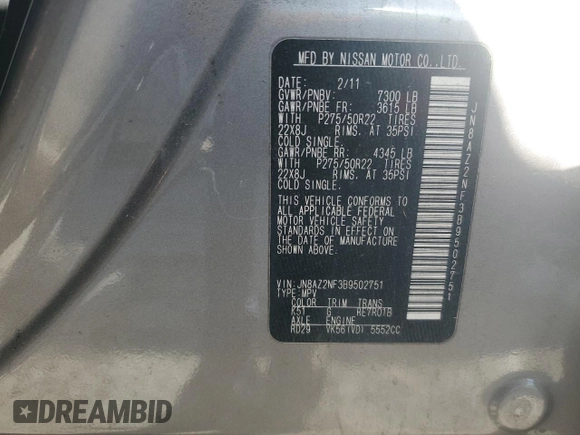 MFD BY NISSAN MOTOR CO.,LTD.
DATE: 2/11
GVWR/PNBV: 7300 LB
GAWR/PNBE FR: 3615 LB
WITH P275/50R22 TIRES
22X8J RIMS, AT 35PSI
COLD SINGLE.
GAWR/PNBE RR: 4345 LB
WITH P275/50R22 TIRES
22X8J RIMS, AT 35PSI
COLD SINGLE.
THIS VEHICLE CONFORMS TO
ALL APPLICABLE FEDERAL
MOTOR VEHICLE SAFETY
STANDARDS IN EFFECT ON THE
DATE OF MANUFACTURE
SHOWN ABOVE.
VIN:JN8AZ2NF3B9502751
TYPE:MPV
COLOR TRIM TRANS
K51 G RE7R01B
AXLE ENGINE
RD29 VK56(VD) 5552CC
JN8AZ2NF3B9502751
DREAMBID